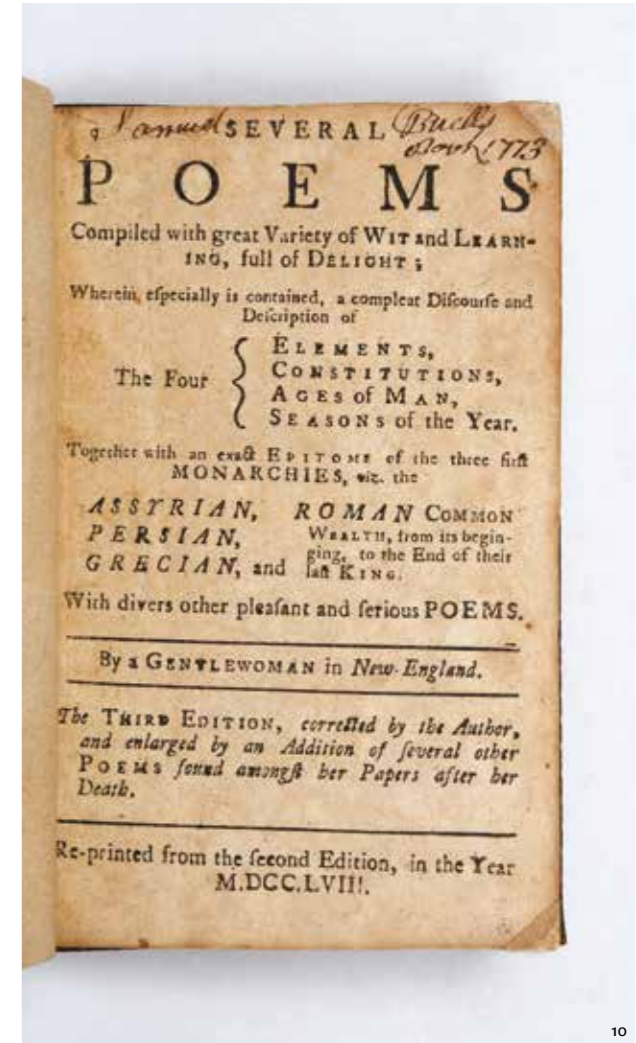 Samuel SEVERAL
1773
POEMS
Compiled with great Variety of WIT and LEARN-
ING, full of DELIGHT;
Wherein, eſpecially is contained, a compleat Diſcourſe and
Deſcription of
The Four { ELEMENTS,
CONSTITUTIONS,
AGES of MAN,
SEASONS of the Year.
Together with an exact EPITOME of the three firſt
MONARCHIES, viz. the
ASSYRIAN, ROMAN COMMON
PERSIAN, WEALTH, from its begin-
GRECIAN, and ging, to the End of their
laſt KING.
With divers other pleaſant and ſerious POEMS.
By a GENTLEWOMAN in New-England.
The THIRD EDITION, corrected by the Author,
and enlarged by an Addition of ſeveral other
POEMS found amongſt her Papers after her
Death.
Re-printed from the ſecond Edition, in the Year
M.DCC.LVIII.
10